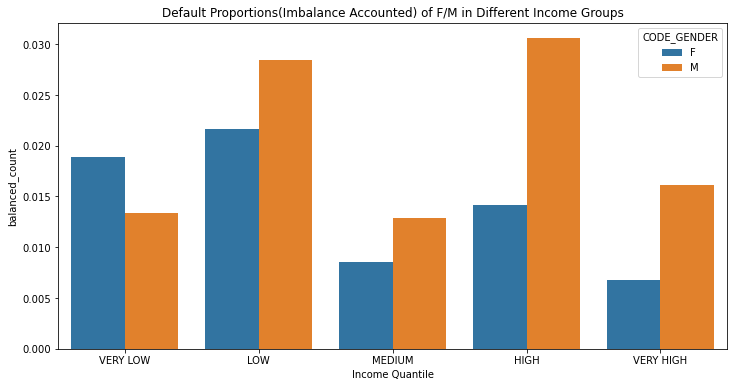 Default Proportions(Imbalance Accounted) of F/M in Different Income Groups
CODE_GENDER
F
M
balanced_count
0.030
0.025
0.020
0.015
0.010
0.005
0.000
VERY LOW
LOW
MEDIUM
HIGH
VERY HIGH
Income Quantile